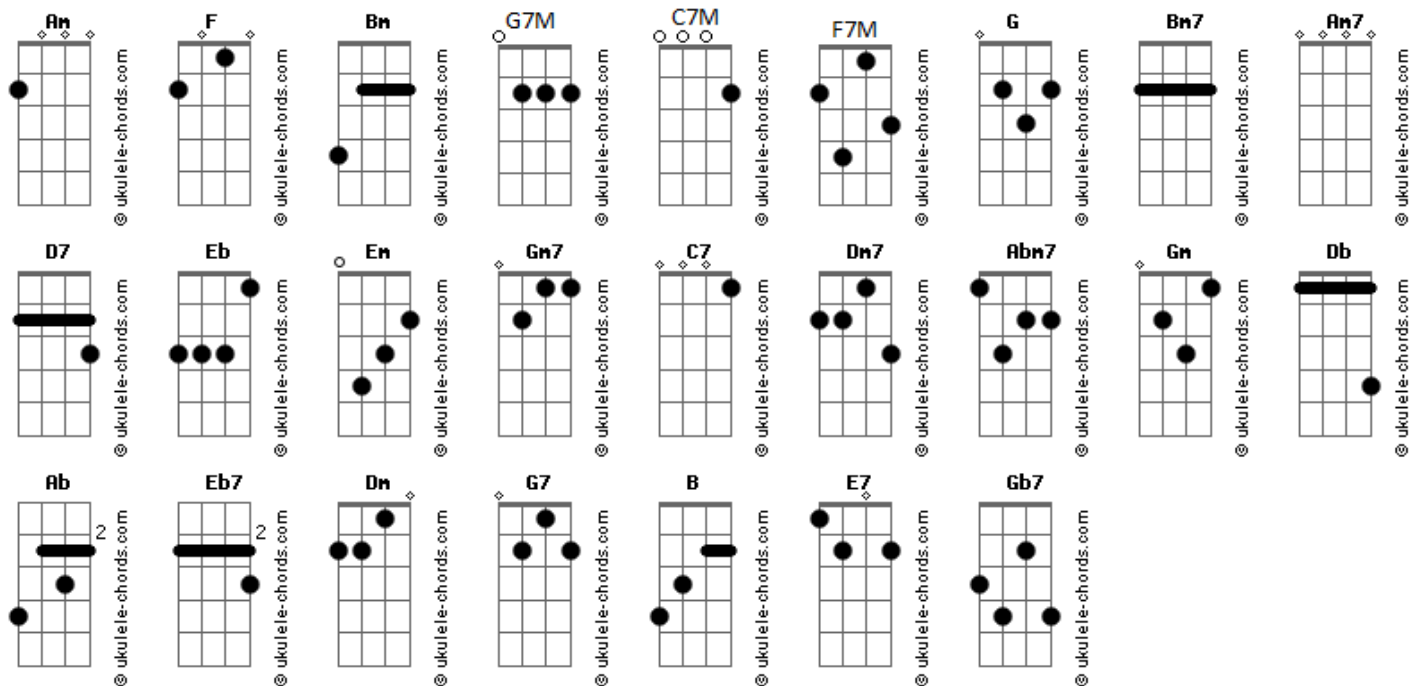 Am F Bm G7M C7M F7M G Bm7 Am7
© ukulele-chords.com © ukulele-chords.com © ukulele-chords.com © ukulele-chords.com © ukulele-chords.com © ukulele-chords.com © ukulele-chords.com © ukulele-chords.com © ukulele-chords.com
D7 Eb Em Gm7 C7 Dm7 Abm7 Gm Db
© ukulele-chords.com © ukulele-chords.com © ukulele-chords.com © ukulele-chords.com © ukulele-chords.com © ukulele-chords.com © ukulele-chords.com © ukulele-chords.com © ukulele-chords.com
Ab Eb7 Dm G7 B E7 Gb7
2 2
© ukulele-chords.com © ukulele-chords.com © ukulele-chords.com © ukulele-chords.com © ukulele-chords.com © ukulele-chords.com © ukulele-chords.com